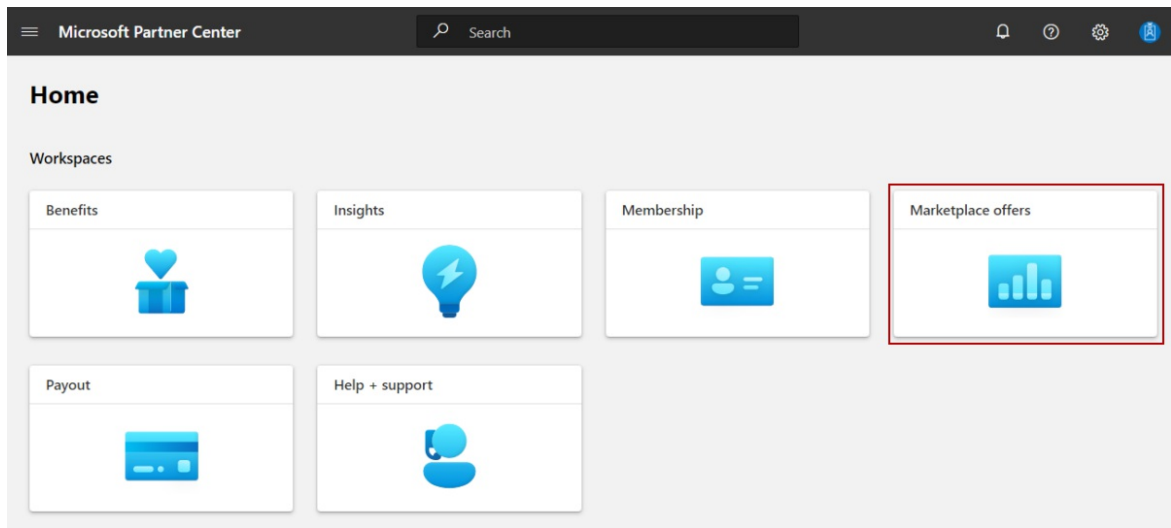 Microsoft Partner Center
Search
Home
Workspaces
Benefits
Insights
Membership
Marketplace offers
Payout
Help + support